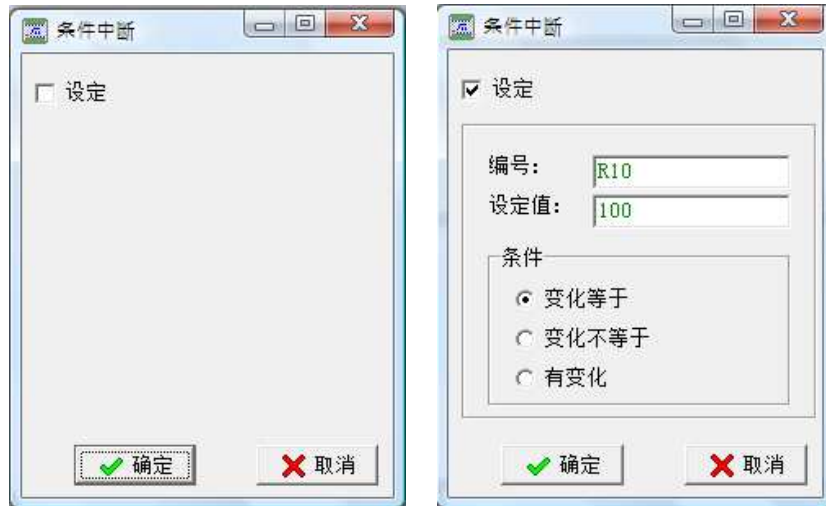 条件中断
设定
确定
取消
条件中断
设定
编号:
R10
设定值:
100
条件
变化等于
变化不等于
有变化
确定
取消